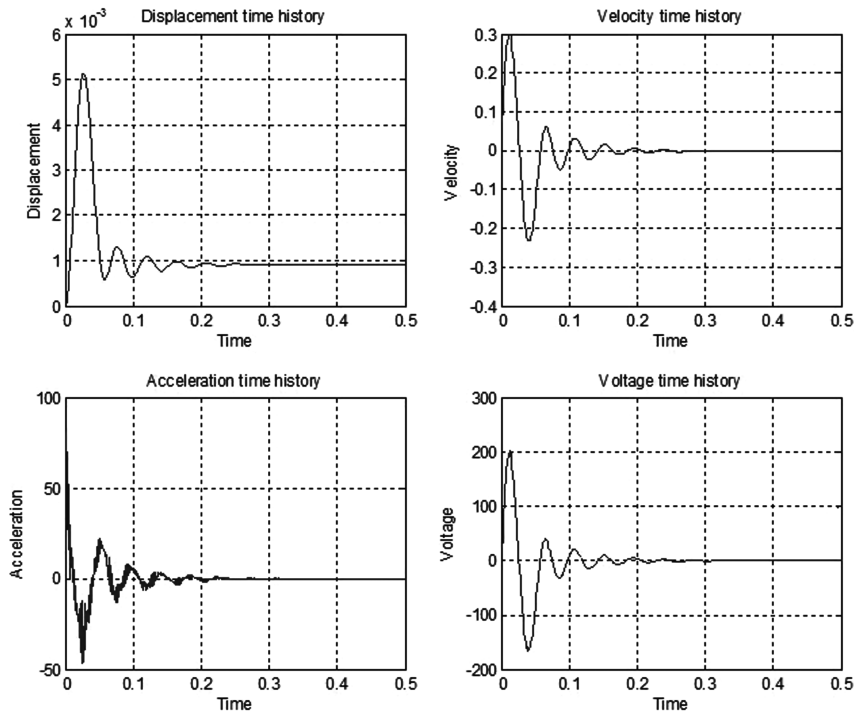 Displacement time history
x 10-3
6
5
4
3
2
1
0
Displacement
0 0.1 0.2 0.3 0.4 0.5
Time
Velocity time history
0.3
0.2
0.1
0
-0.1
-0.2
-0.3
-0.4
Velocity
0 0.1 0.2 0.3 0.4 0.5
Time
Acceleration time history
100
50
0
-50
Acceleration
0 0.1 0.2 0.3 0.4 0.5
Time
Voltage time history
300
200
100
0
-100
-200
Voltage
0 0.1 0.2 0.3 0.4 0.5
Time